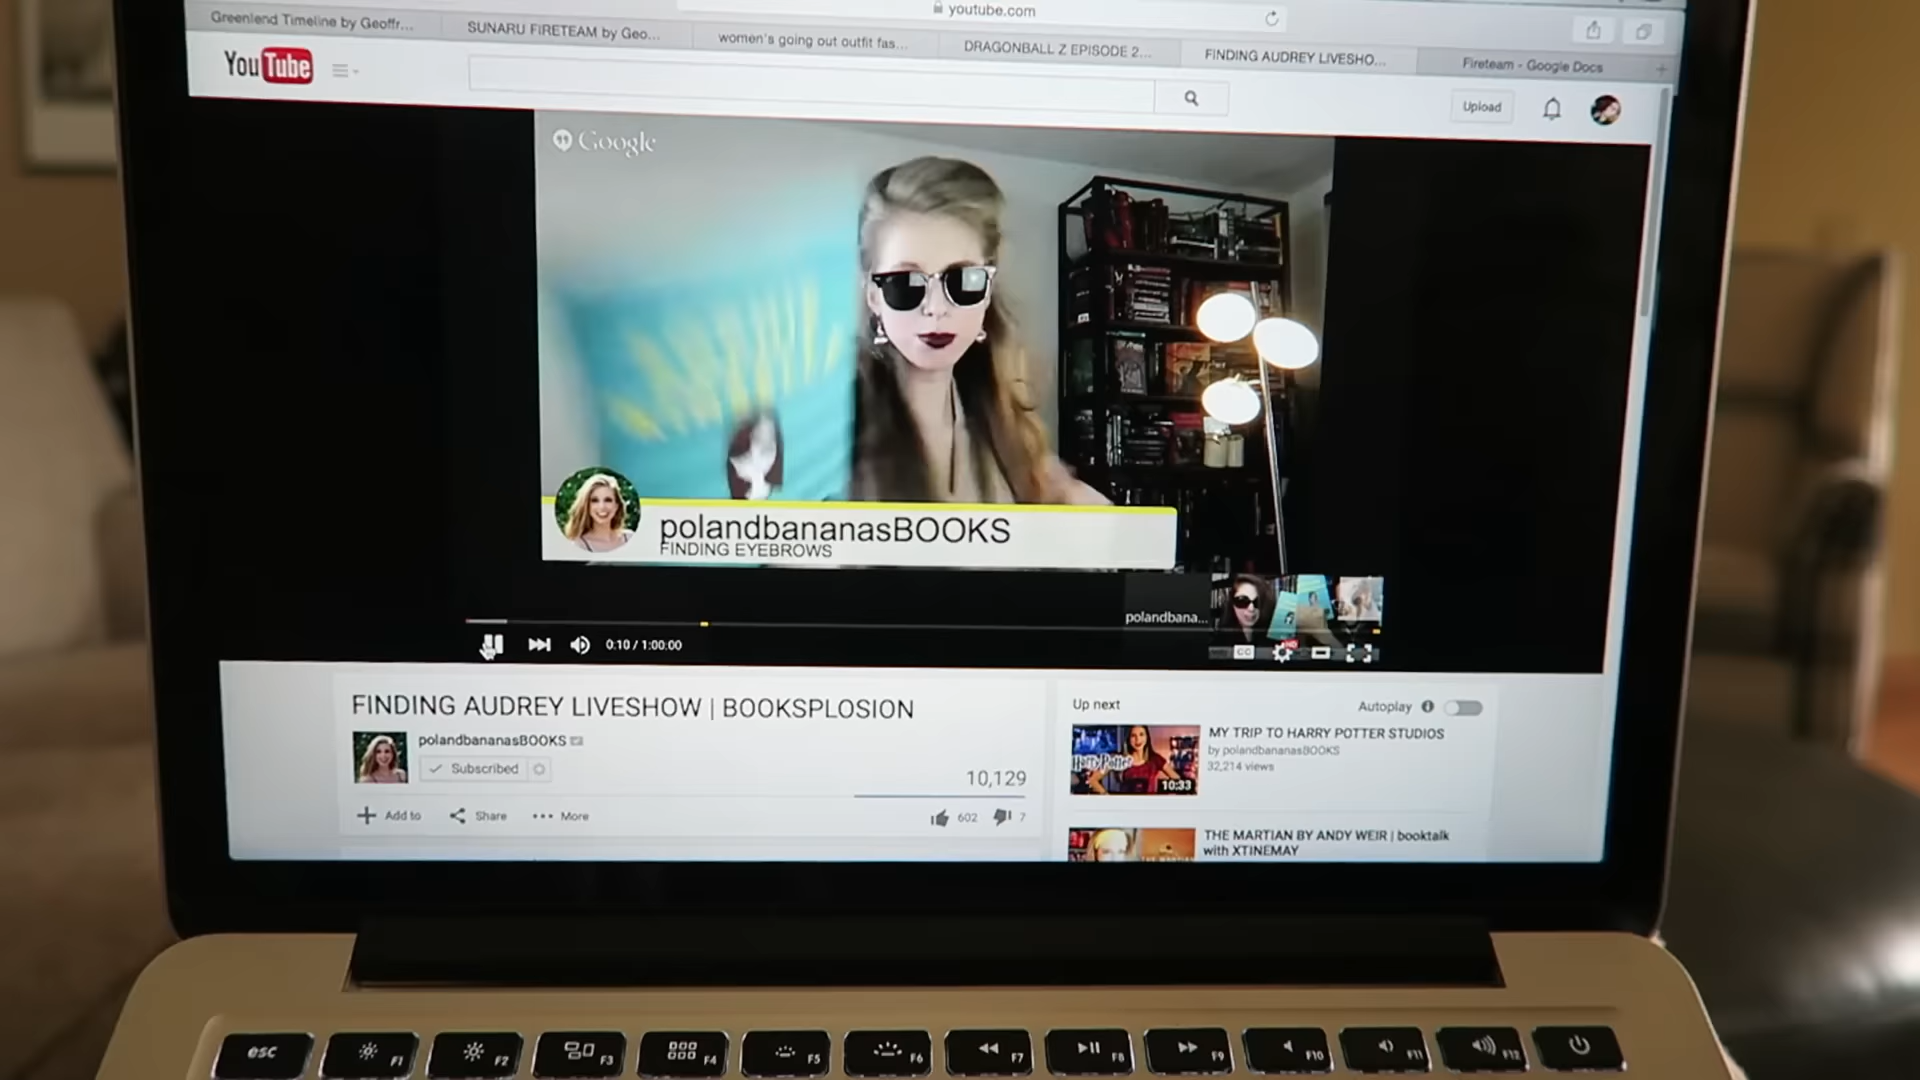 youtube.com
Greenlend Timeline by Geoffr...
SUNARU FIRETEAM by Geo...
women's going out outfit fas...
DRAGONBALL Z EPISODE 2...
FINDING AUDREY LIVESHO...
Fireteam - Google Docs
YouTube
Upload
Google
polandbananasBOOKS
FINDING EYEBROWS
polandbana...
0:10 / 1:00:00
CC
HD
FINDING AUDREY LIVESHOW | BOOKSPLOSION
polandbananasBOOKS
Subscribed
10,129
Add to
Share
More
602
7
Up next
Autoplay
MY TRIP TO HARRY POTTER STUDIOS
by polandbananasBOOKS
32,214 views
Harry Potter
10:33
THE MARTIAN BY ANDY WEIR | booktalk
with XTINEMAY
esc
F1
F2
F3
F4
F5
F6
F7
F8
F9
F10
F11
F12